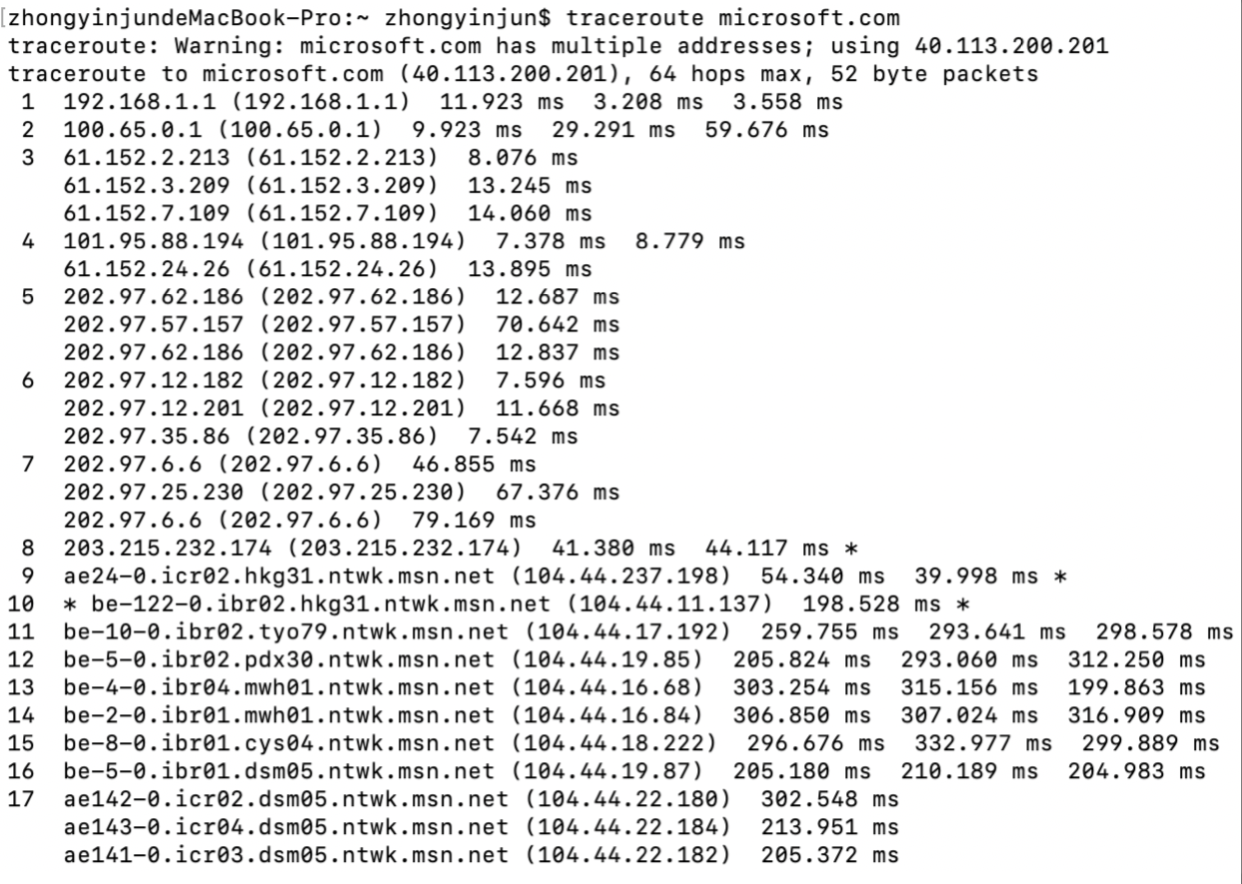 [zhongyinjundeMacBook-Pro:~ zhongyinjun$ traceroute microsoft.com
traceroute: Warning: microsoft.com has multiple addresses; using 40.113.200.201
traceroute to microsoft.com (40.113.200.201), 64 hops max, 52 byte packets
 1  192.168.1.1 (192.168.1.1)  11.923 ms  3.208 ms  3.558 ms
 2  100.65.0.1 (100.65.0.1)  9.923 ms  29.291 ms  59.676 ms
 3  61.152.2.213 (61.152.2.213)  8.076 ms
    61.152.3.209 (61.152.3.209)  13.245 ms
    61.152.7.109 (61.152.7.109)  14.060 ms
 4  101.95.88.194 (101.95.88.194)  7.378 ms  8.779 ms
    61.152.24.26 (61.152.24.26)  13.895 ms
 5  202.97.62.186 (202.97.62.186)  12.687 ms
    202.97.57.157 (202.97.57.157)  70.642 ms
    202.97.62.186 (202.97.62.186)  12.837 ms
 6  202.97.12.182 (202.97.12.182)  7.596 ms
    202.97.12.201 (202.97.12.201)  11.668 ms
    202.97.35.86 (202.97.35.86)  7.542 ms
 7  202.97.6.6 (202.97.6.6)  46.855 ms
    202.97.25.230 (202.97.25.230)  67.376 ms
    202.97.6.6 (202.97.6.6)  79.169 ms
 8  203.215.232.174 (203.215.232.174)  41.380 ms  44.117 ms *
 9  ae24-0.icr02.hkg31.ntwk.msn.net (104.44.237.198)  54.340 ms  39.998 ms *
10  * be-122-0.ibr02.hkg31.ntwk.msn.net (104.44.11.137)  198.528 ms *
11  be-10-0.ibr02.tyo79.ntwk.msn.net (104.44.17.192)  259.755 ms  293.641 ms  298.578 ms
12  be-5-0.ibr02.pdx30.ntwk.msn.net (104.44.19.85)  205.824 ms  293.060 ms  312.250 ms
13  be-4-0.ibr04.mwh01.ntwk.msn.net (104.44.16.68)  303.254 ms  315.156 ms  199.863 ms
14  be-2-0.ibr01.mwh01.ntwk.msn.net (104.44.16.84)  306.850 ms  307.024 ms  316.909 ms
15  be-8-0.ibr01.cys04.ntwk.msn.net (104.44.18.222)  296.676 ms  332.977 ms  299.889 ms
16  be-5-0.ibr01.dsm05.ntwk.msn.net (104.44.19.87)  205.180 ms  210.189 ms  204.983 ms
17  ae142-0.icr02.dsm05.ntwk.msn.net (104.44.22.180)  302.548 ms
    ae143-0.icr04.dsm05.ntwk.msn.net (104.44.22.184)  213.951 ms
    ae141-0.icr03.dsm05.ntwk.msn.net (104.44.22.182)  205.372 ms